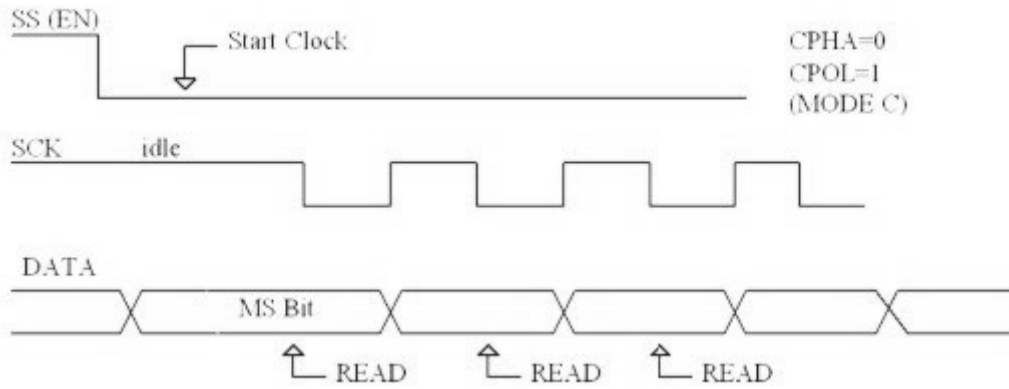 SS (EN)
Start Clock
CPHA=0
CPOL=1
(MODE C)
SCK
idle
DATA
MS Bit
READ
READ
READ